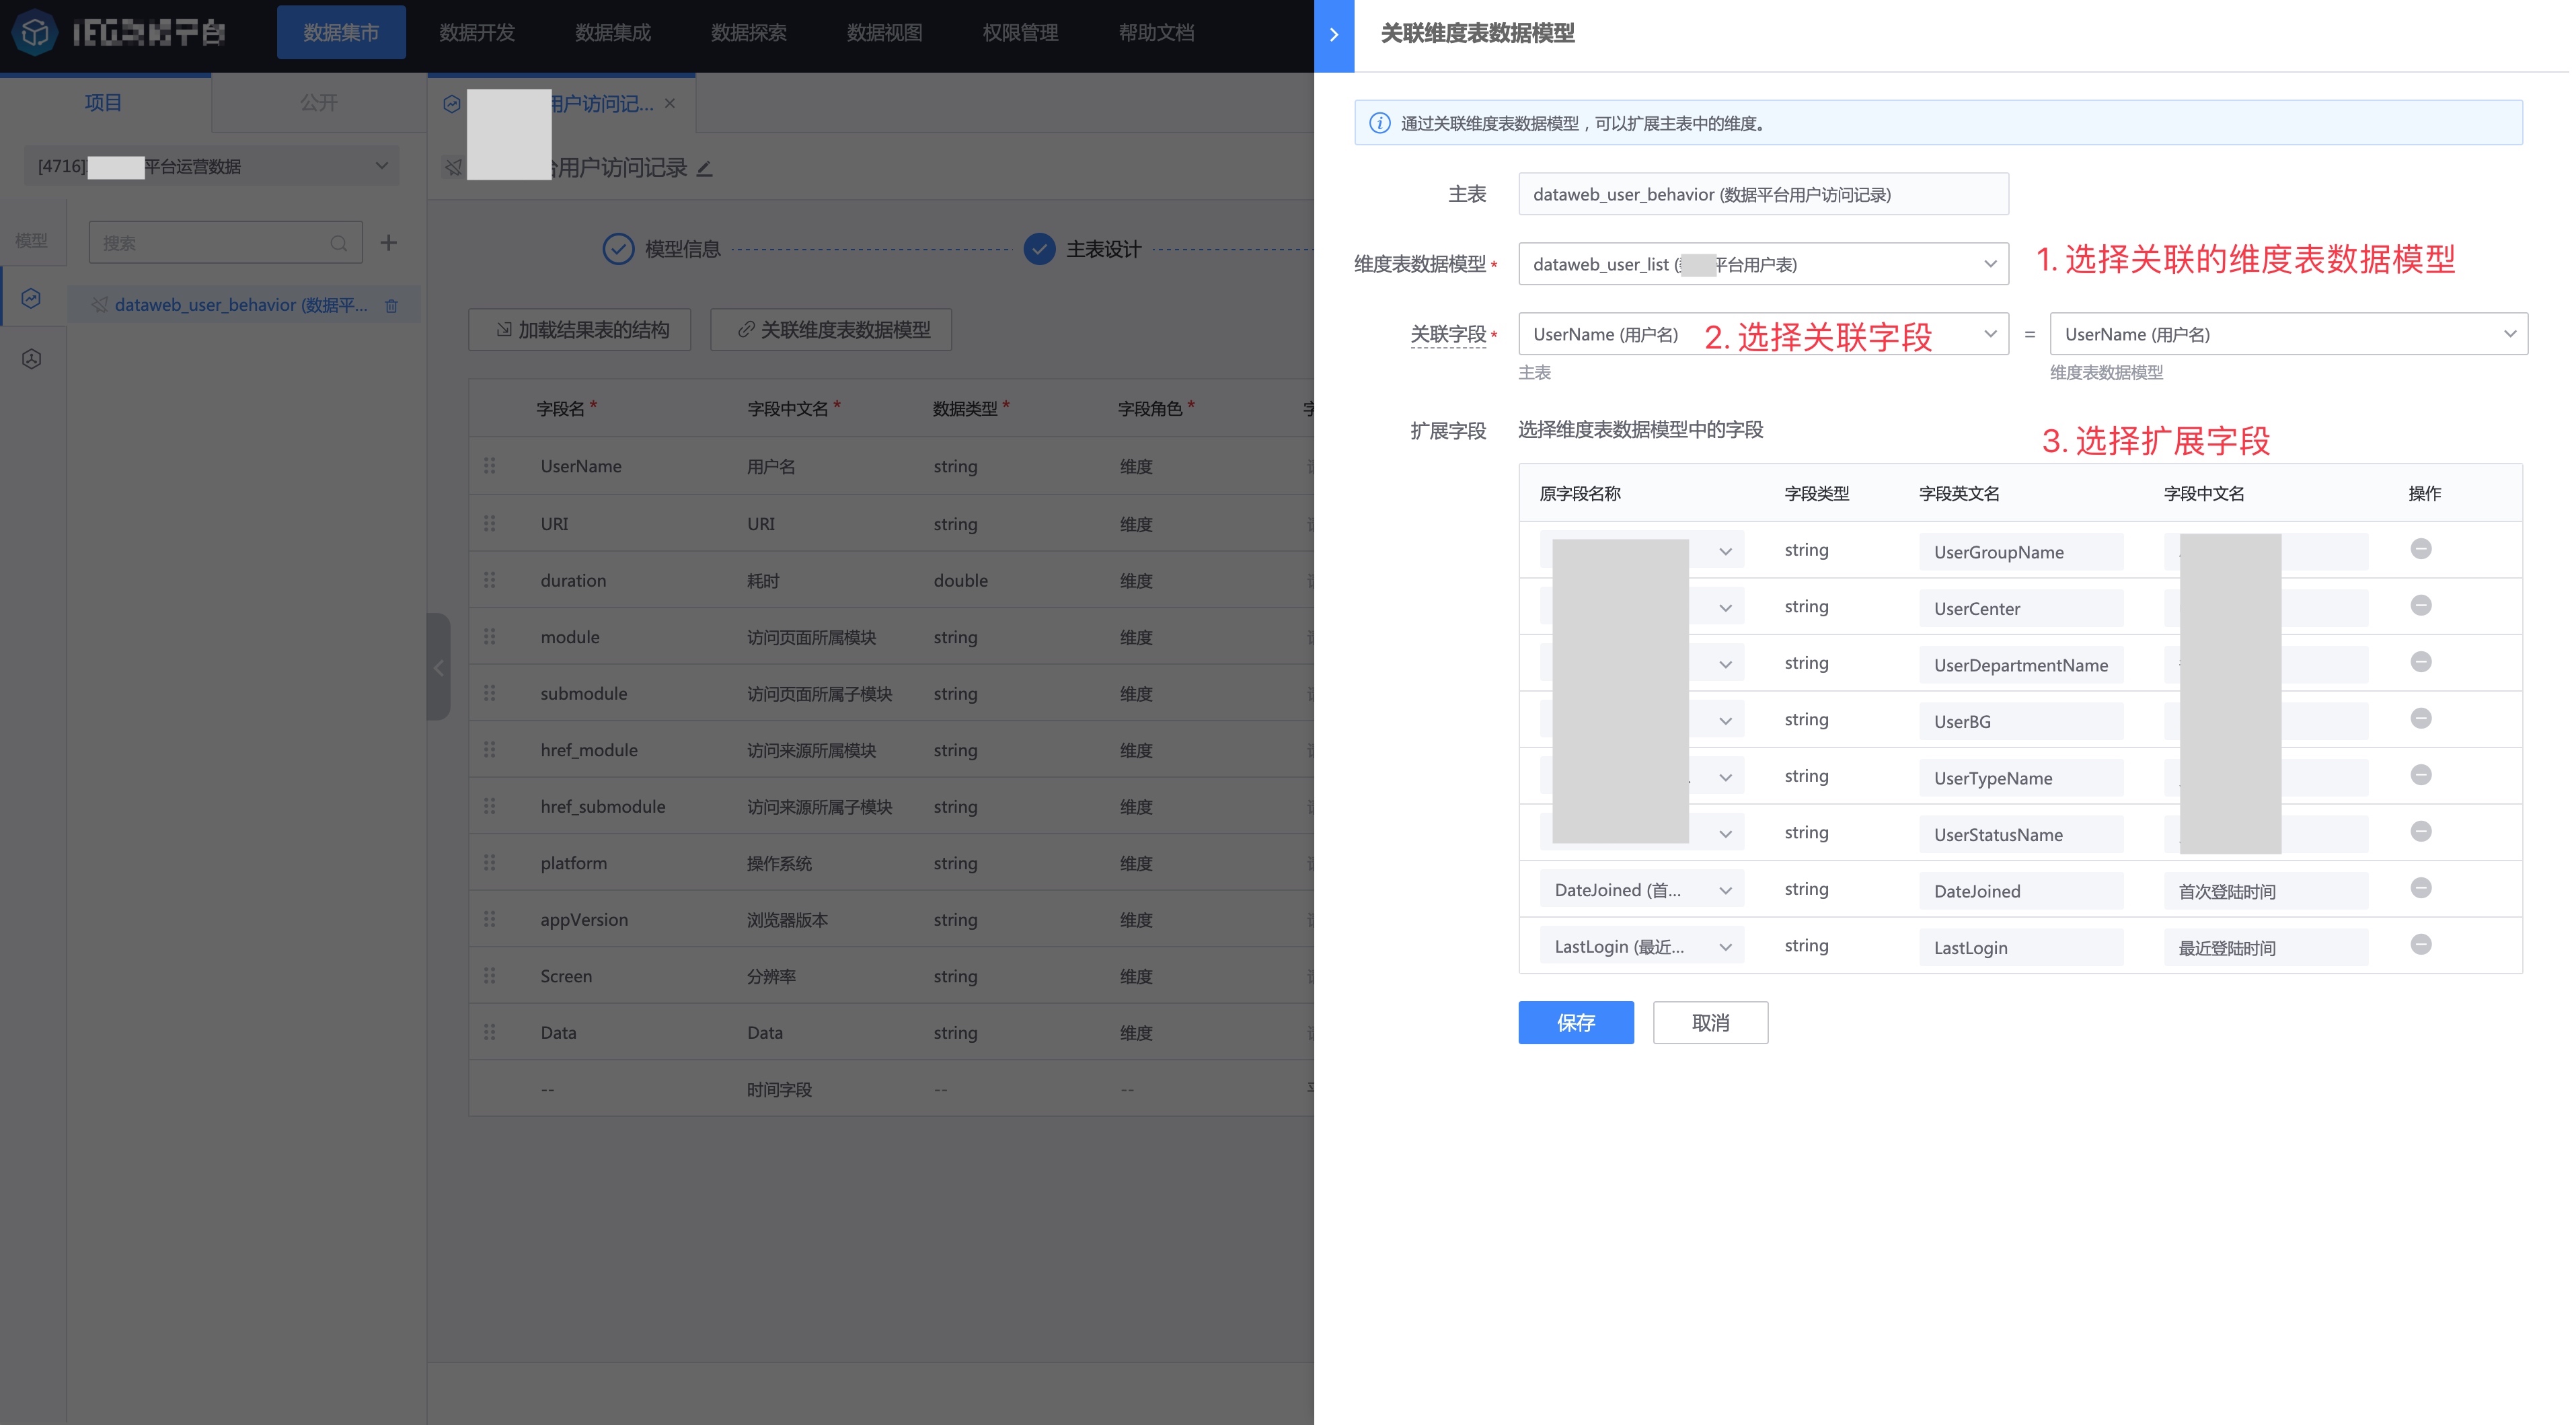 数据集市 数据开发 数据集成 数据探索 数据视图 权限管理 帮助文档
项目 公开
用户访问记...
[4716] 平台运营数据
用户访问记录
模型
搜索
模型信息 主表设计
dataweb_user_behavior (数据平...
加载结果表的结构 关联维度表数据模型
字段名 * 字段中文名 * 数据类型 * 字段角色 *
UserName 用户名 string 维度
URI URI string 维度
duration 耗时 double 维度
module 访问页面所属模块 string 维度
submodule 访问页面所属子模块 string 维度
href_module 访问来源所属模块 string 维度
href_submodule 访问来源所属子模块 string 维度
platform 操作系统 string 维度
appVersion 浏览器版本 string 维度
Screen 分辨率 string 维度
Data Data string 维度
-- 时间字段 -- --
关联维度表数据模型
通过关联维度表数据模型，可以扩展主表中的维度。
主表 dataweb_user_behavior (数据平台用户访问记录)
维度表数据模型 * dataweb_user_list ( 平台用户表) 1. 选择关联的维度表数据模型
关联字段 * UserName (用户名) 2. 选择关联字段 = UserName (用户名)
主表 维度表数据模型
扩展字段 选择维度表数据模型中的字段 3. 选择扩展字段
原字段名称 字段类型 字段英文名 字段中文名 操作
string UserGroupName
string UserCenter
string UserDepartmentName
string UserBG
string UserTypeName
string UserStatusName
DateJoined (首... string DateJoined 首次登陆时间
LastLogin (最近... string LastLogin 最近登陆时间
保存 取消